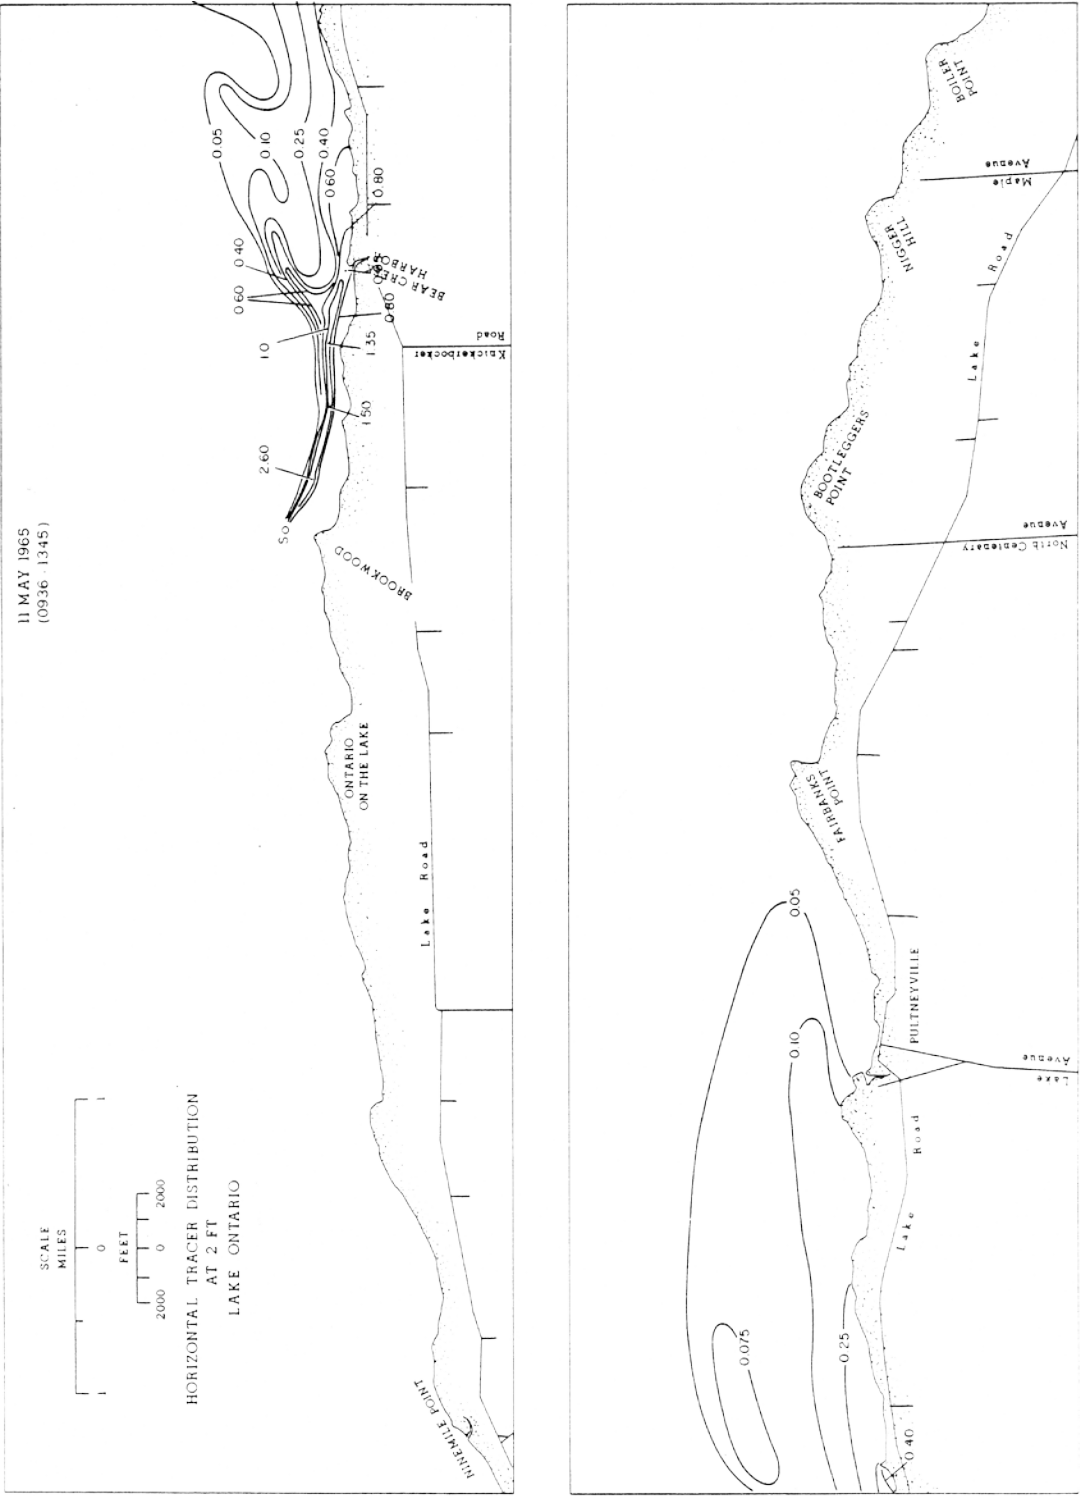 11 MAY 1965
(0936 - 1345)
SCALE
MILES
1 0 1
FEET
2000 0 2000
HORIZONTAL TRACER DISTRIBUTION
AT 2 FT
LAKE ONTARIO
NINEMILE POINT
Lake Road
ONTARIO
ON THE LAKE
BROOKWOOD
5.0
2.60
1.50
1.35
1.0
0.80
0.60
0.40
Knickerbocker
Road
BEAR CREEK
HARBOR
0.80
0.60
0.40
0.25
0.10
0.05
0.075
0.25
0.40
0.10
0.05
Lake Road
Lake
Avenue
PULTNEYVILLE
FAIRBANKS
POINT
North Centenary
Avenue
BOOTLEGGERS
POINT
Lake Road
NIGGER
HILL
Maple
Avenue
BOILER
POINT